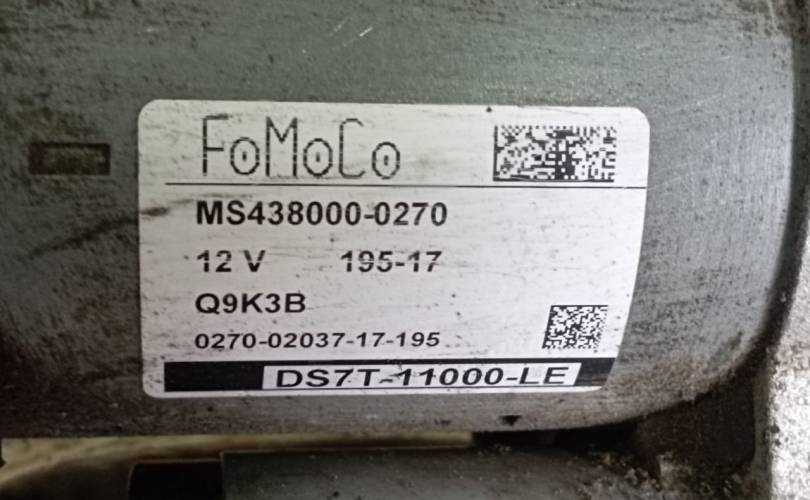 FoMoCo
MS438000-0270
12 V 195-17
Q9K3B
0270-02037-17-195
DS7T-11000-LE